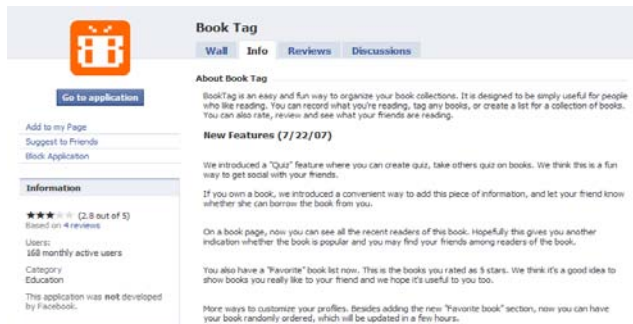 Book Tag
Wall Info Reviews Discussions
About Book Tag
BookTag is an easy and fun way to organize your book collections. It is designed to be simply useful for people
who like reading. You can record what you're reading, tag any books, or create a list for a collection of books.
You can also rate, review and see what your friends are reading.
New Features (7/22/07)
We introduced a "Quiz" feature where you can create quiz, take others quiz on books. We think this is a fun
way to get social with your friends.
If you own a book, we introduced a convenient way to add this piece of information, and let your friend know
whether she can borrow the book from you.
On a book page, now you can see all the recent readers of this book. Hopefully this gives you another
indication whether the book is popular and you may find your friends among readers of the book.
You also have a "Favorite" book list now. This is the books you rated as 5 stars. We think it's a good idea to
show books you really like to your friend and we hope it's useful to you too.
More ways to customize your profiles. Besides adding the new "Favorite book" section, now you can have
your book randomly ordered, which will be updated in a few hours.
Go to application
Add to my Page
Suggest to Friends
Block Application
Information
(2.8 out of 5)
Based on 4 reviews
Users:
168 monthly active users
Category
Education
This application was not developed
by Facebook.